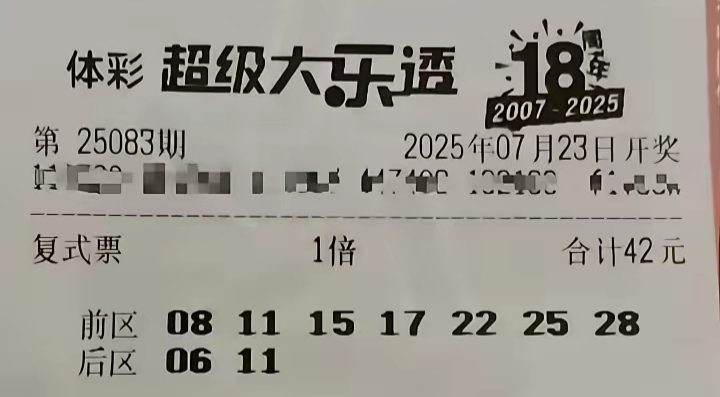 体彩 超级大乐透 18周年 2007-2025
第 25083期 2025年07月23日开奖
复式票 1倍 合计42元
前区 08 11 15 17 22 25 28
后区 06 11